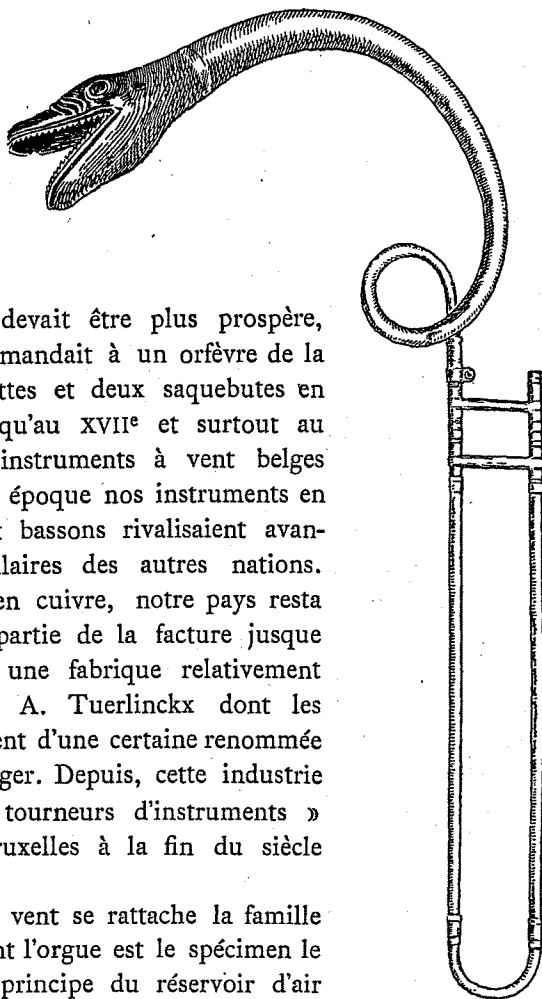 devait être plus prospère,
mandait à un orfèvre de la
ttes et deux saquebutes en
qu'au XVIIe et surtout au
instruments à vent belges
époque nos instruments en
bassons rivalisaient avan-
laires des autres nations.
en cuivre, notre pays resta
partie de la facture jusque
une fabrique relativement
A. Tuerlinckx dont les
ent d'une certaine renommée
ger. Depuis, cette industrie
tourneurs d'instruments »
ruxelles à la fin du siècle
vent se rattache la famille
nt l'orgue est le spécimen le
principe du réservoir d'air